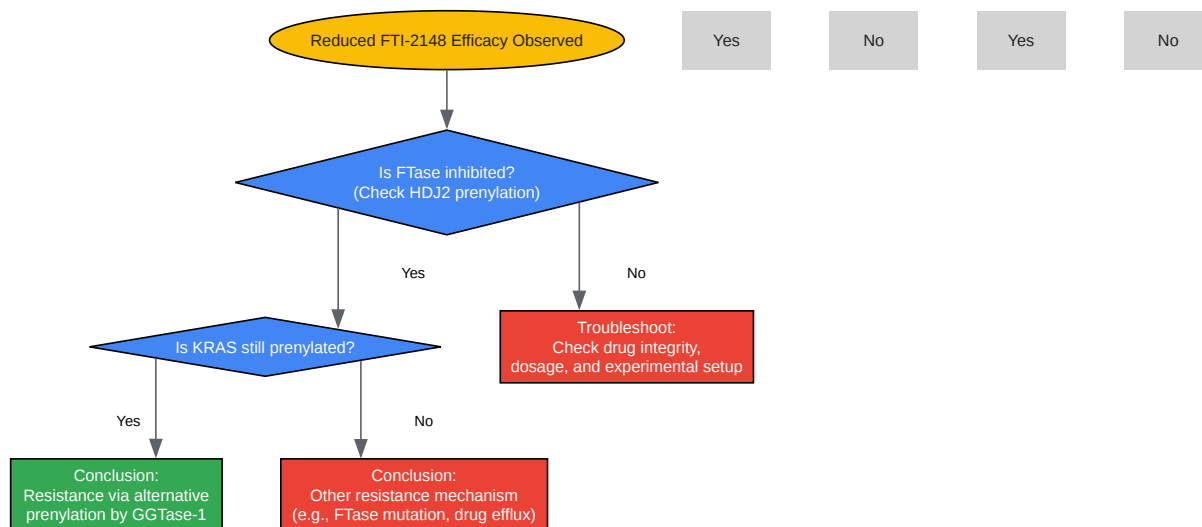 Reduced FTI-2148 Efficacy Observed
Yes
No
Yes
No
Is FTase inhibited?
(Check HDJ2 prenylation)
Yes
No
Is KRAS still prenylated?
Troubleshoot:
Check drug integrity,
dosage, and experimental setup
Yes
No
Conclusion:
Resistance via alternative
prenylation by GGTase-1
Conclusion:
Other resistance mechanism
(e.g., FTase mutation, drug efflux)